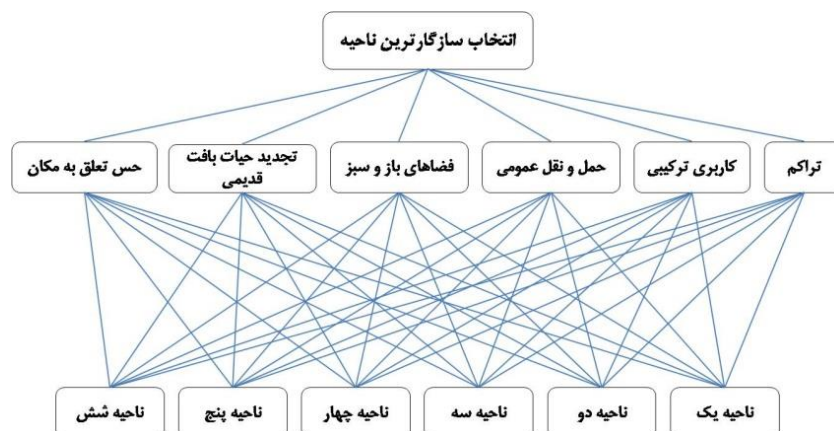 انتخاب سازگارترین ناحیه
تراکم
کاربری ترکیبی
حمل و نقل عمومی
فضاهای باز و سبز
تجدید حیات بافت
قدیمی
حس تعلق به مکان
ناحیه یک
ناحیه دو
ناحیه سه
ناحیه چهار
ناحیه پنج
ناحیه شش